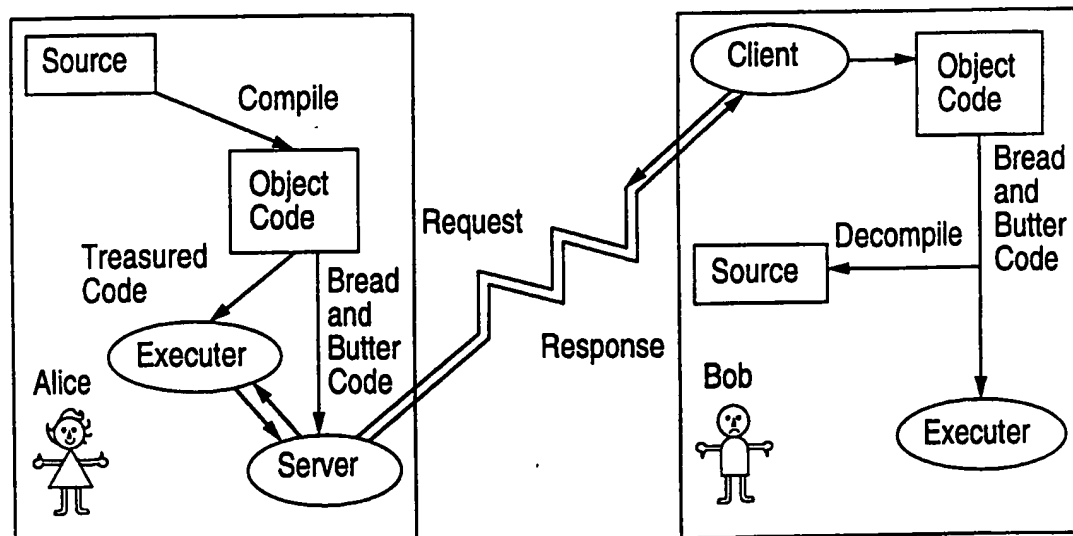 Source
Compile
Object
Code
Treasured
Code
Bread
and
Butter
Code
Executer
Alice
Server
Request
Response
Client
Object
Code
Bread
and
Butter
Code
Decompile
Source
Bob
Executer